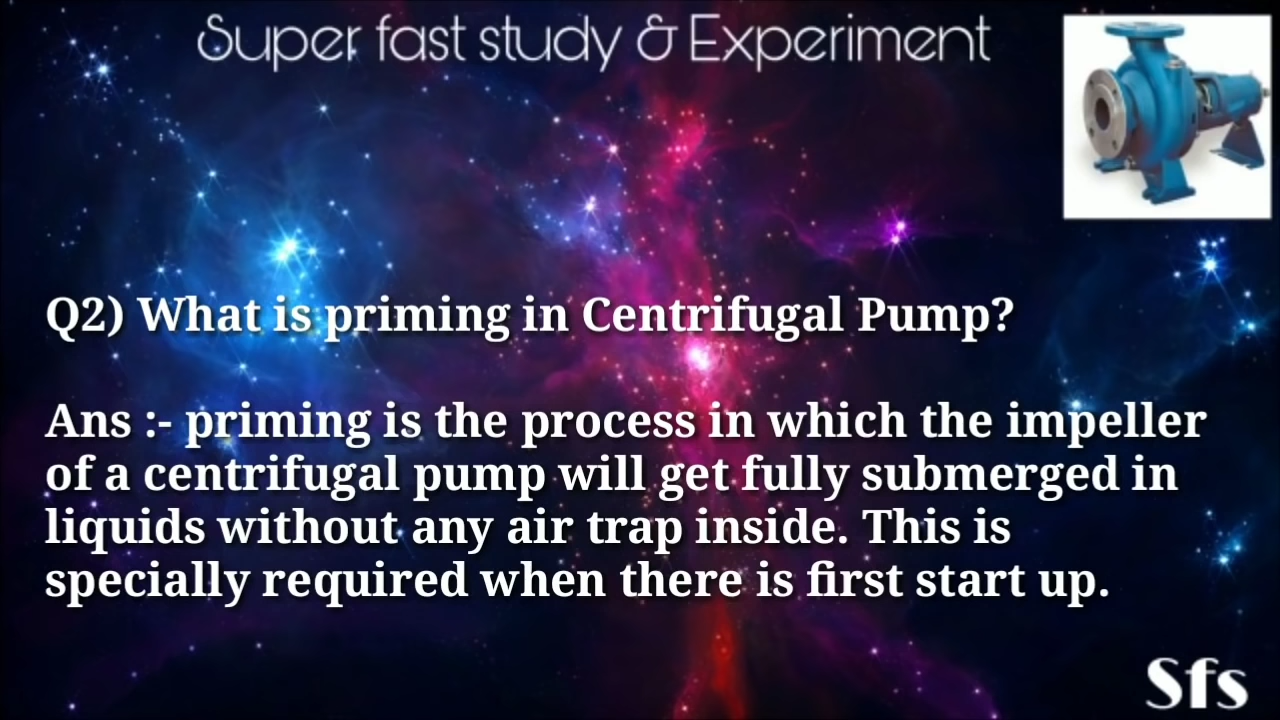 Super fast study & Experiment
Q2) What is priming in Centrifugal Pump?
Ans :- priming is the process in which the impeller
of a centrifugal pump will get fully submerged in
liquids without any air trap inside. This is
specially required when there is first start up.
Sfs